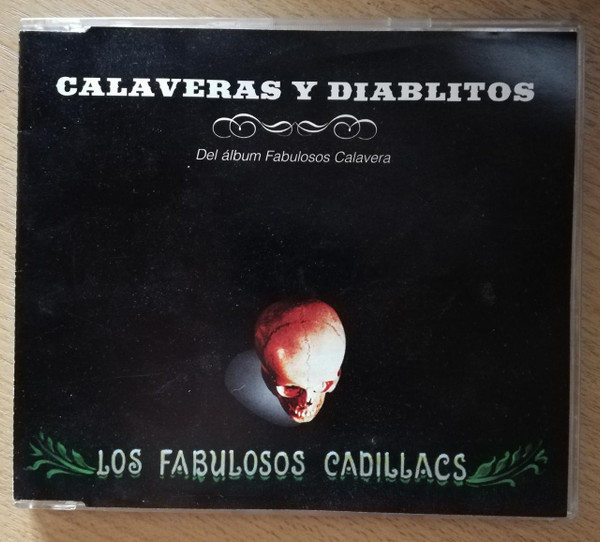 CALAVERAS Y DIABLITOS
Del álbum Fabulosos Calavera
LOS FABULOSOS CADILLACS